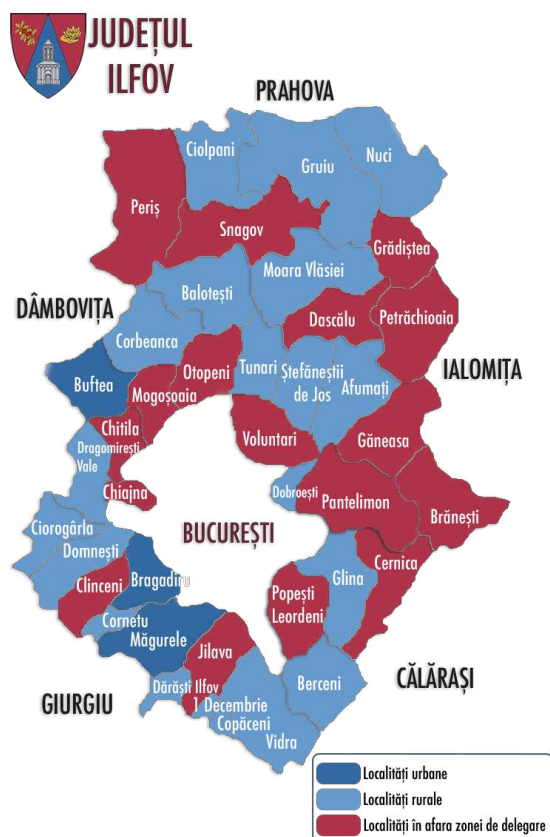 JUDEȚUL
ILFOV
PRAHOVA
Ciolpani
Gruiu
Nuci
Periș
Snagov
Grădiștea
Moara Vlăsiei
Balotești
DÂMBOVIȚA
Dascălu
Petrăchioaia
Corbeanca
Otopeni
Tunari
Ștefăneștii
de Jos
Afumați
IALOMIȚA
Buftea
Mogoșoaia
Chitila
Voluntari
Găneasa
Dragomirești
Vale
Chiajna
Dobroești
Pantelimon
Brănești
Ciorogârla
BUCUREȘTI
Domnești
Cernica
Clinceni
Bragadiru
Glina
Popești
Leordeni
Cornetu
Măgurele
Jilava
Berceni
CĂLĂRAȘI
GIURGIU
Dărăști Ilfov
1 Decembrie
Copăceni
Vidra
Localități urbane
Localități rurale
Localități în afara zonei de delegare